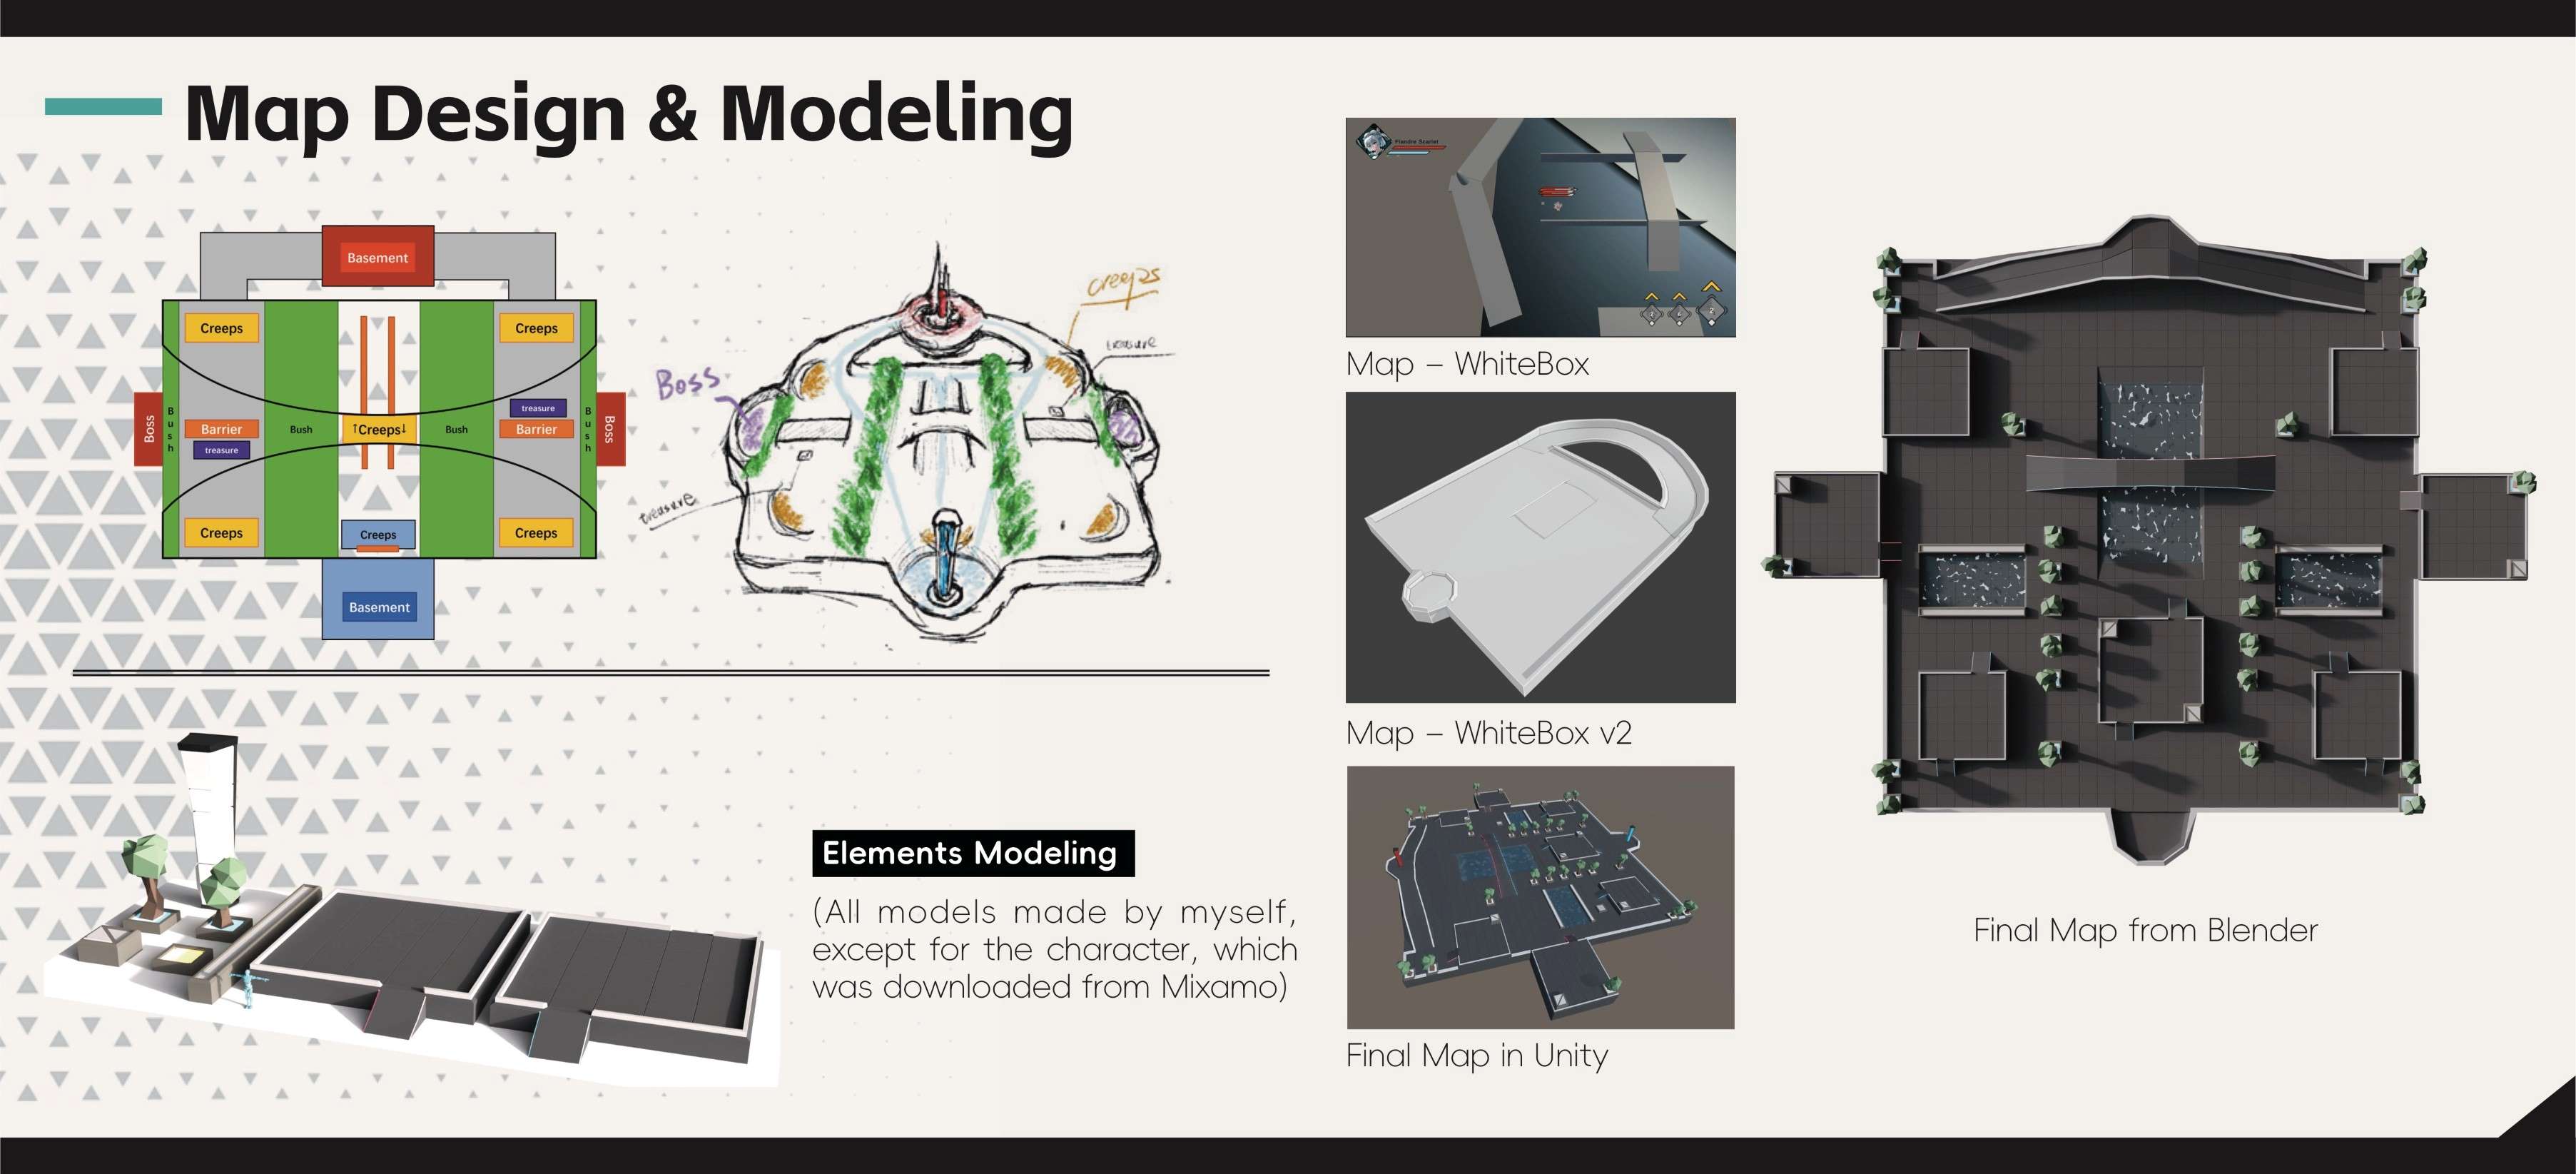 Map Design & Modeling
Basement
Creeps
Creeps
treasure
Boss
Bush
Barrier
Bush
↑Creeps↓
Bush
Barrier
Bush
Boss
treasure
Creeps
Creeps
Creeps
Basement
creeps
treasure
Boss
treasure
Flandre Scarlet
Map – WhiteBox
Map – WhiteBox v2
Final Map in Unity
Final Map from Blender
Elements Modeling
(All models made by myself,
except for the character, which
was downloaded from Mixamo)